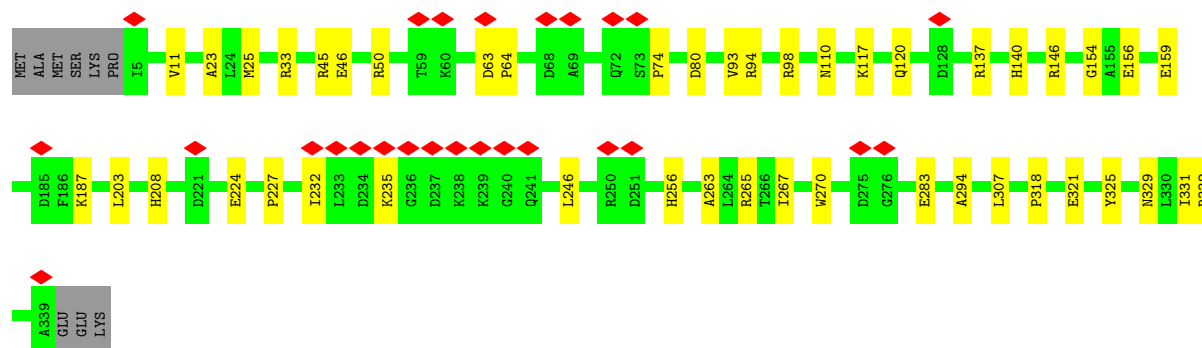 MET ALA MET SER LYS PRO I5 V11 A23 L24 M25 R33 R45 E46 R50 T59 K60 D63 P64 D68 A69 Q72 S73 P74 D80 V93 R94 R98 N110 K117 Q120 D128 R137 H140 R146 G154 A155 E156 E159
D185 F186 K187 L203 H208 D221 E224 P227 I232 L233 D234 K235 G236 D237 K238 K239 G240 Q241 L246 R250 D251 H256 A263 L264 R265 T266 I267 W270 D275 G276 E283 A294 L307 P318 E321 Y325 N329 L330 I331
A339 GLU GLU LYS